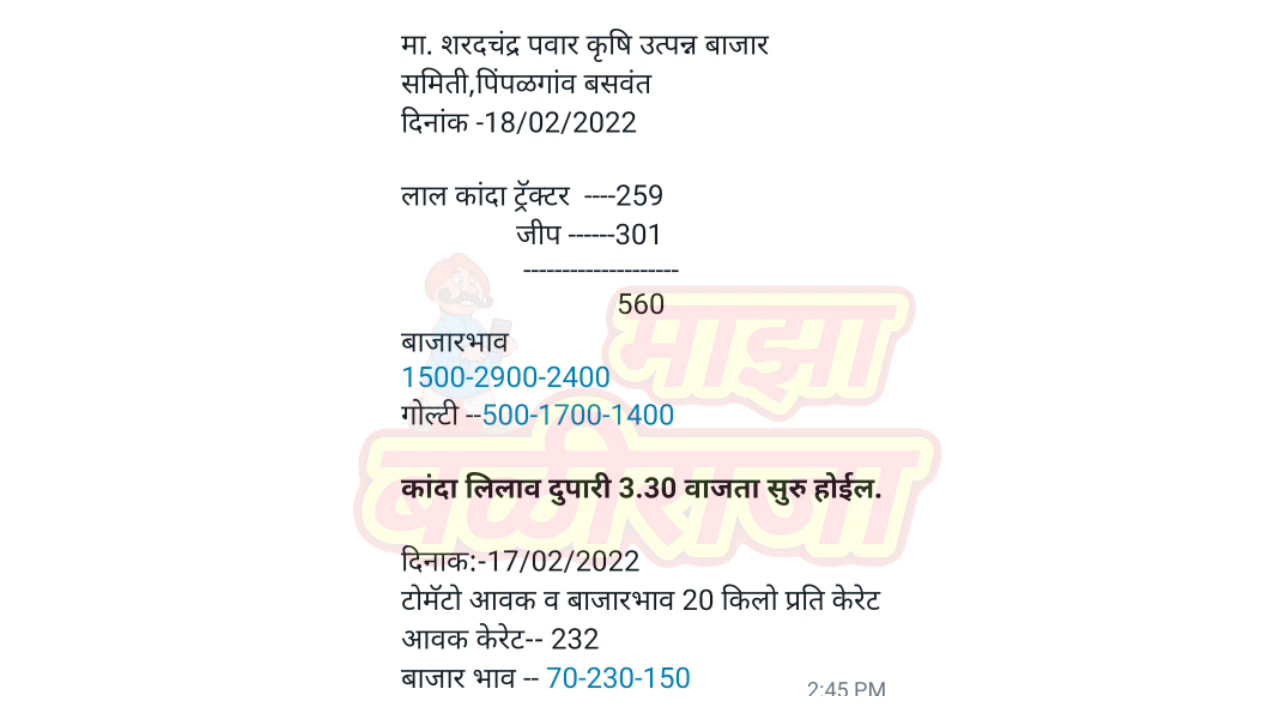 मा. शरदचंद्र पवार कृषि उत्पन्न बाजार
समिती,पिंपळगांव बसवंत
दिनांक -18/02/2022
लाल कांदा ट्रॅक्टर ----259
जीप ------301
--------------------
560
माझा
बाजारभाव
1500-2900-2400
गोल्टी --500-1700-1400
बळीराजा
कांदा लिलाव दुपारी 3.30 वाजता सुरु होईल.
दिनाक:-17/02/2022
टोमॅटो आवक व बाजारभाव 20 किलो प्रति केरेट
आवक केरेट-- 232
बाजार भाव -- 70-230-150
2:45 PM